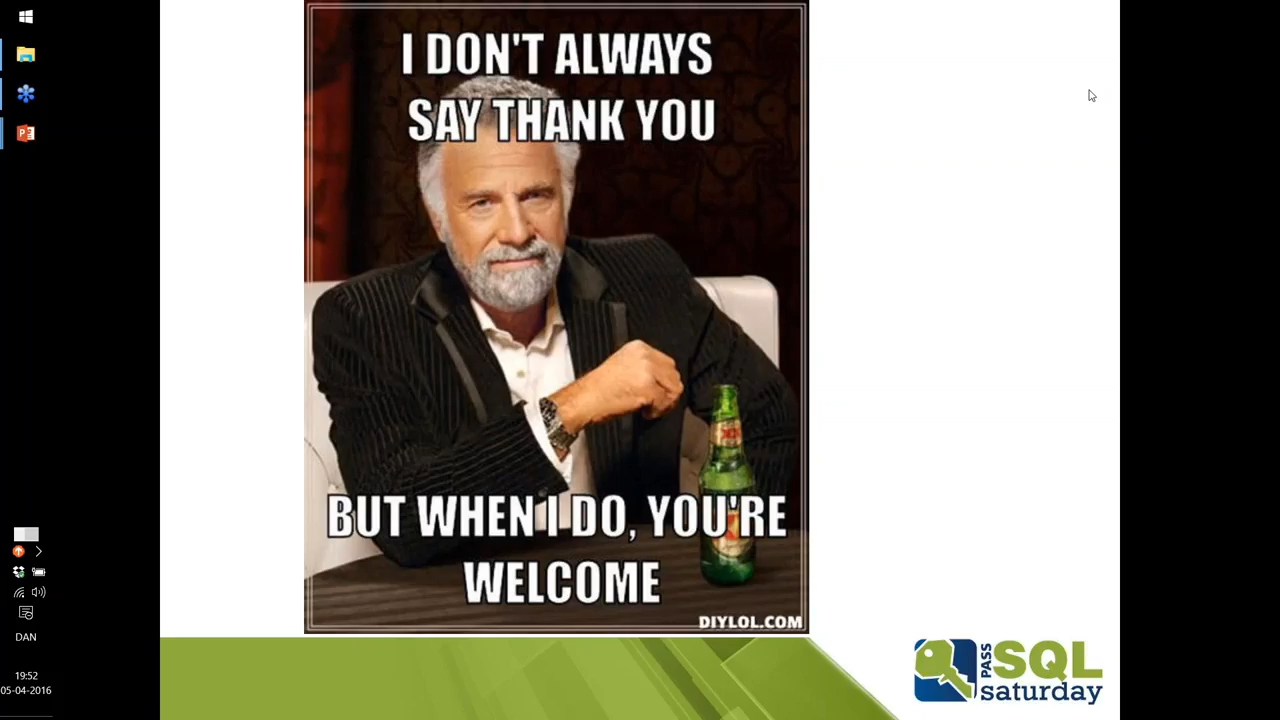 I DON'T ALWAYS
SAY THANK YOU
BUT WHEN I DO, YOU'RE
WELCOME
DIYLOL.COM
PASS
SQL
saturday
DAN
19:52
05-04-2016